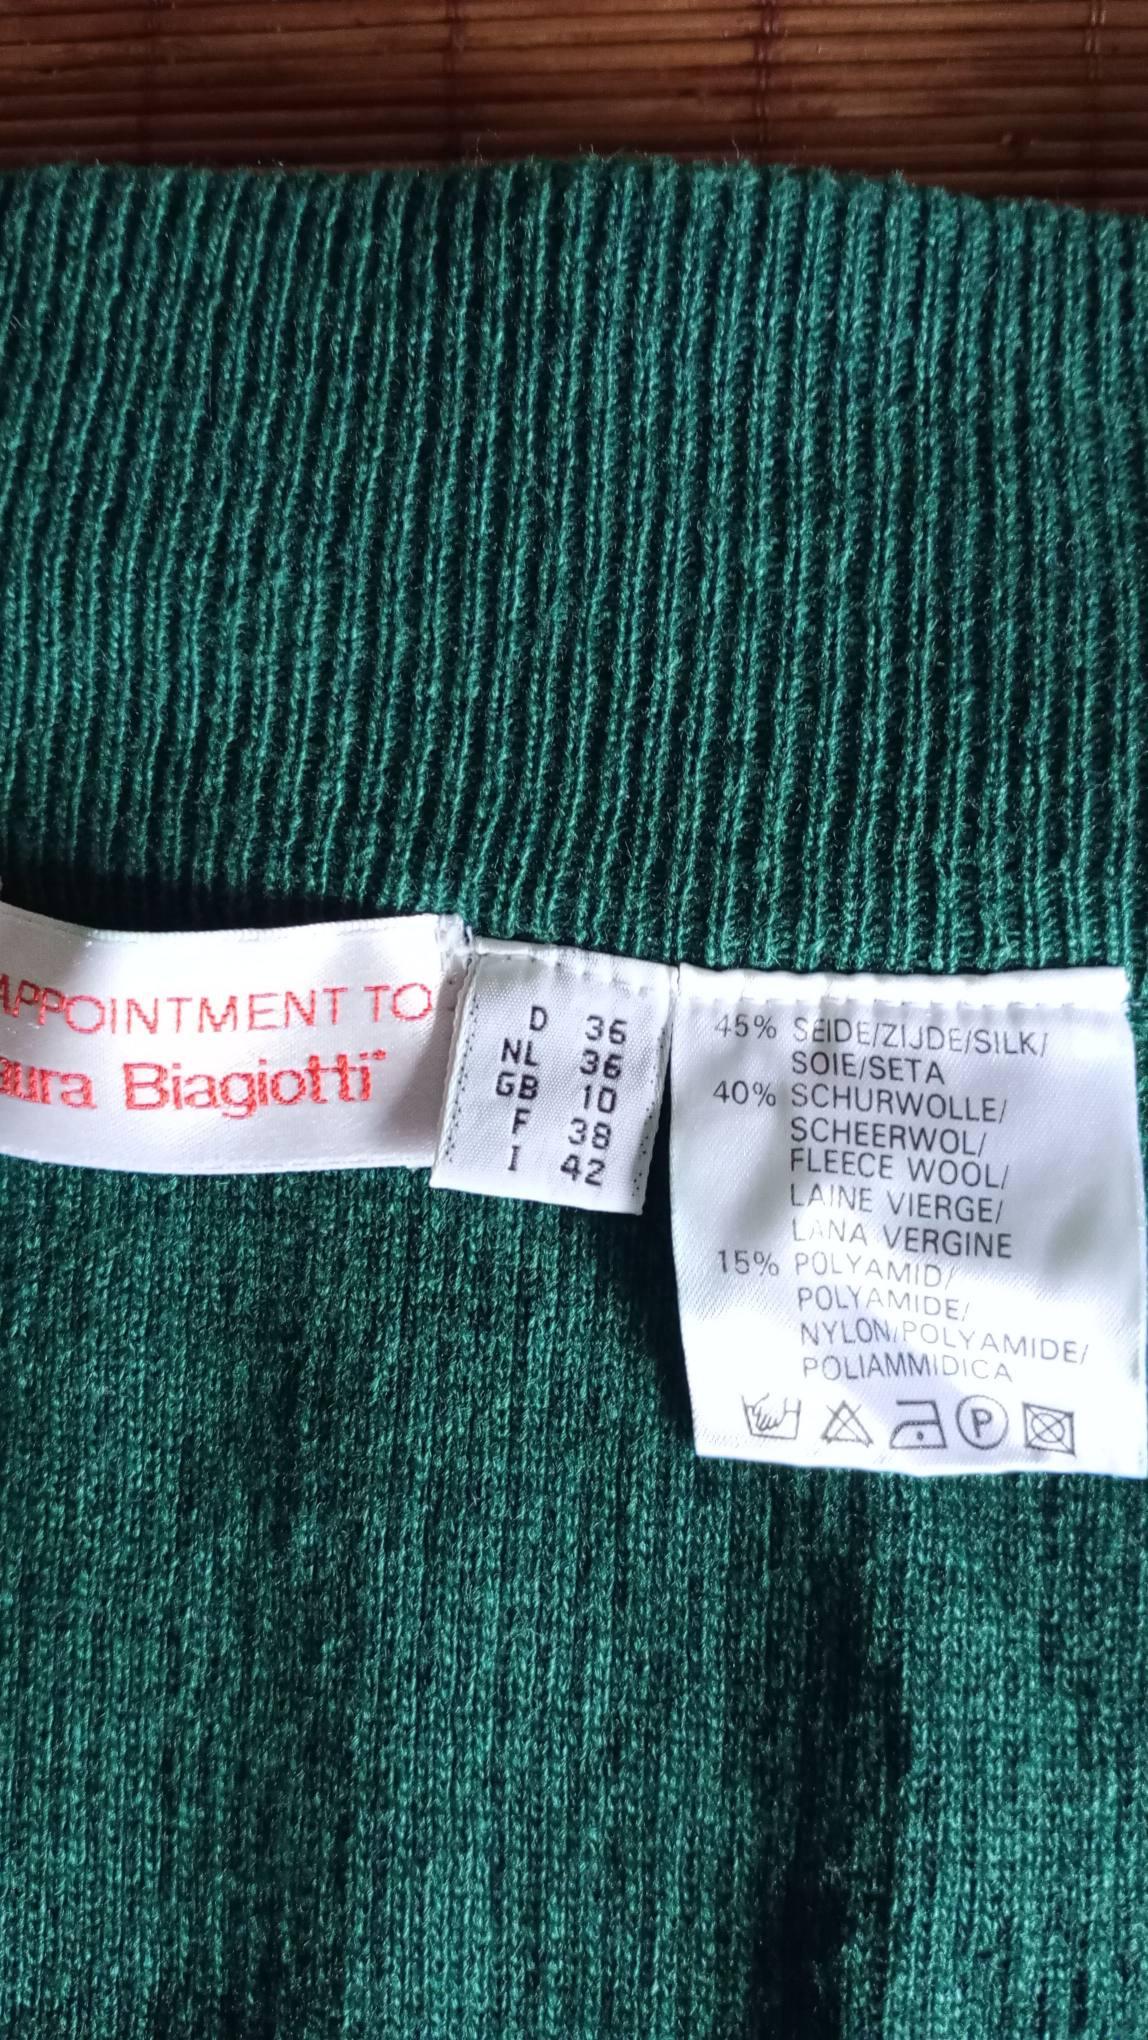 APPOINTMENT TO
aura Biagiotti
D 36
NL 36
GB 10
F 38
I 42
45% SEIDE/ZIJDE/SILK/
SOIE/SETA
40% SCHURWOLLE/
SCHEERWOL/
FLEECE WOOL/
LAINE VIERGE/
LANA VERGINE
15% POLYAMID/
POLYAMIDE/
NYLON/POLYAMIDE/
POLIAMMIDICA
P